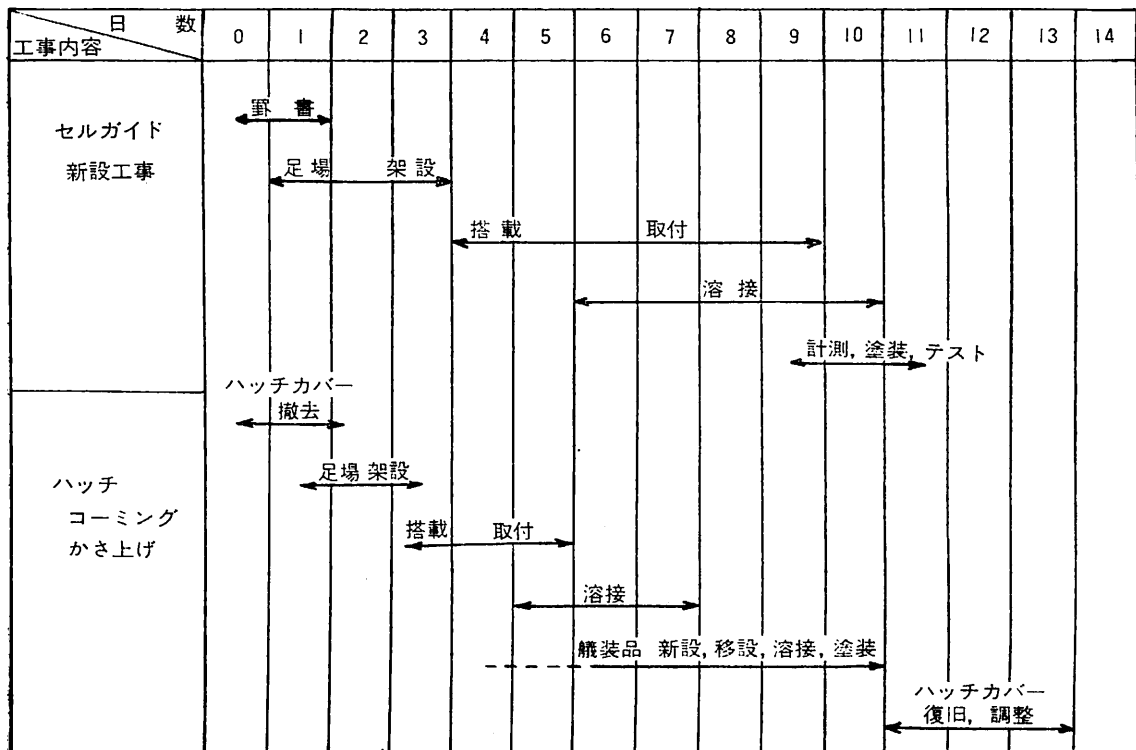 日 数
工事内容
0 1 2 3 4 5 6 7 8 9 10 11 12 13 14
セルガイド
新設工事
罫書
足場 架設
搭載 取付
溶接
計測, 塗装, テスト
ハッチ
コーミング
かさ上げ
ハッチカバー
撤去
足場 架設
搭載 取付
溶接
艤装品 新設, 移設, 溶接, 塗装
ハッチカバー
復旧, 調整